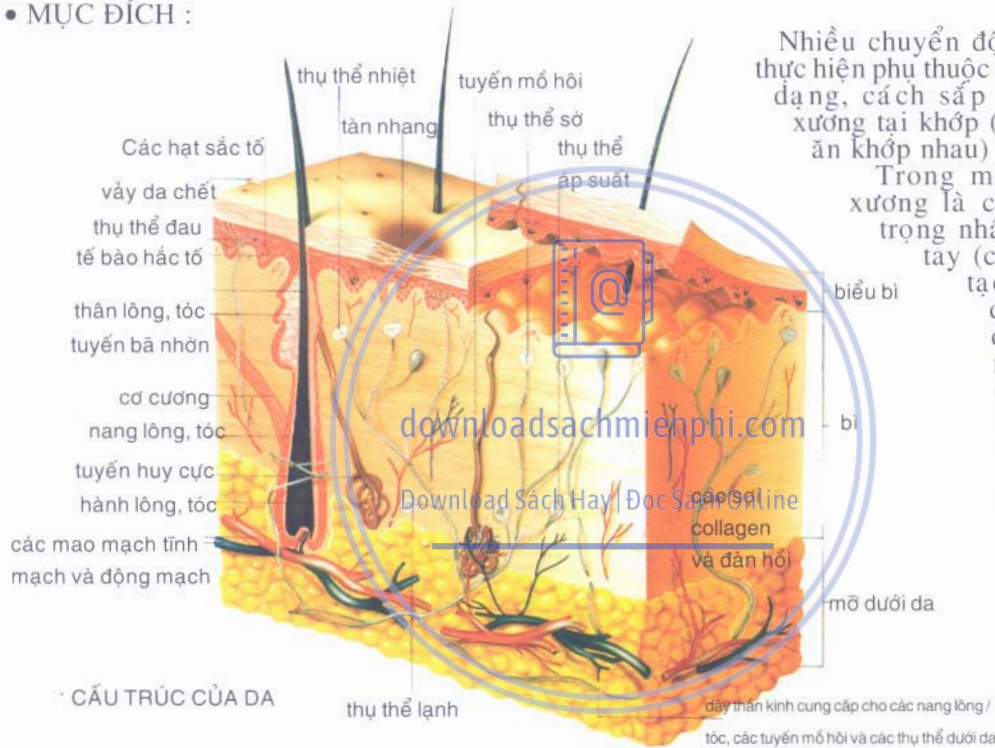 • MỤC ĐÍCH :
thụ thể nhiệt
tuyến mồ hôi
tàn nhang
thụ thể sờ
Các hạt sắc tố
thụ thể
áp suất
vảy da chết
thụ thể đau
tế bào hắc tố
thân lông, tóc
tuyến bã nhờn
cơ cương
nang lông, tóc
tuyến huy cực
hành lông, tóc
các mao mạch tĩnh
mạch và động mạch
biểu bì
bì
các sợi
collagen
và đàn hồi
mỡ dưới da
CẤU TRÚC CỦA DA
thụ thể lạnh
dây thần kinh cung cấp cho các nang lông /
tóc, các tuyến mồ hôi và các thụ thể dưới da
Nhiều chuyển độ
thực hiện phụ thuộc
dạng, cách sắp
xương tại khớp (
ăn khớp nhau)
Trong m
xương là c
trọng nhấ
tay (c
tạ
@
downloadsachmienphi.com
Download Sách Hay | Đọc Sách Online